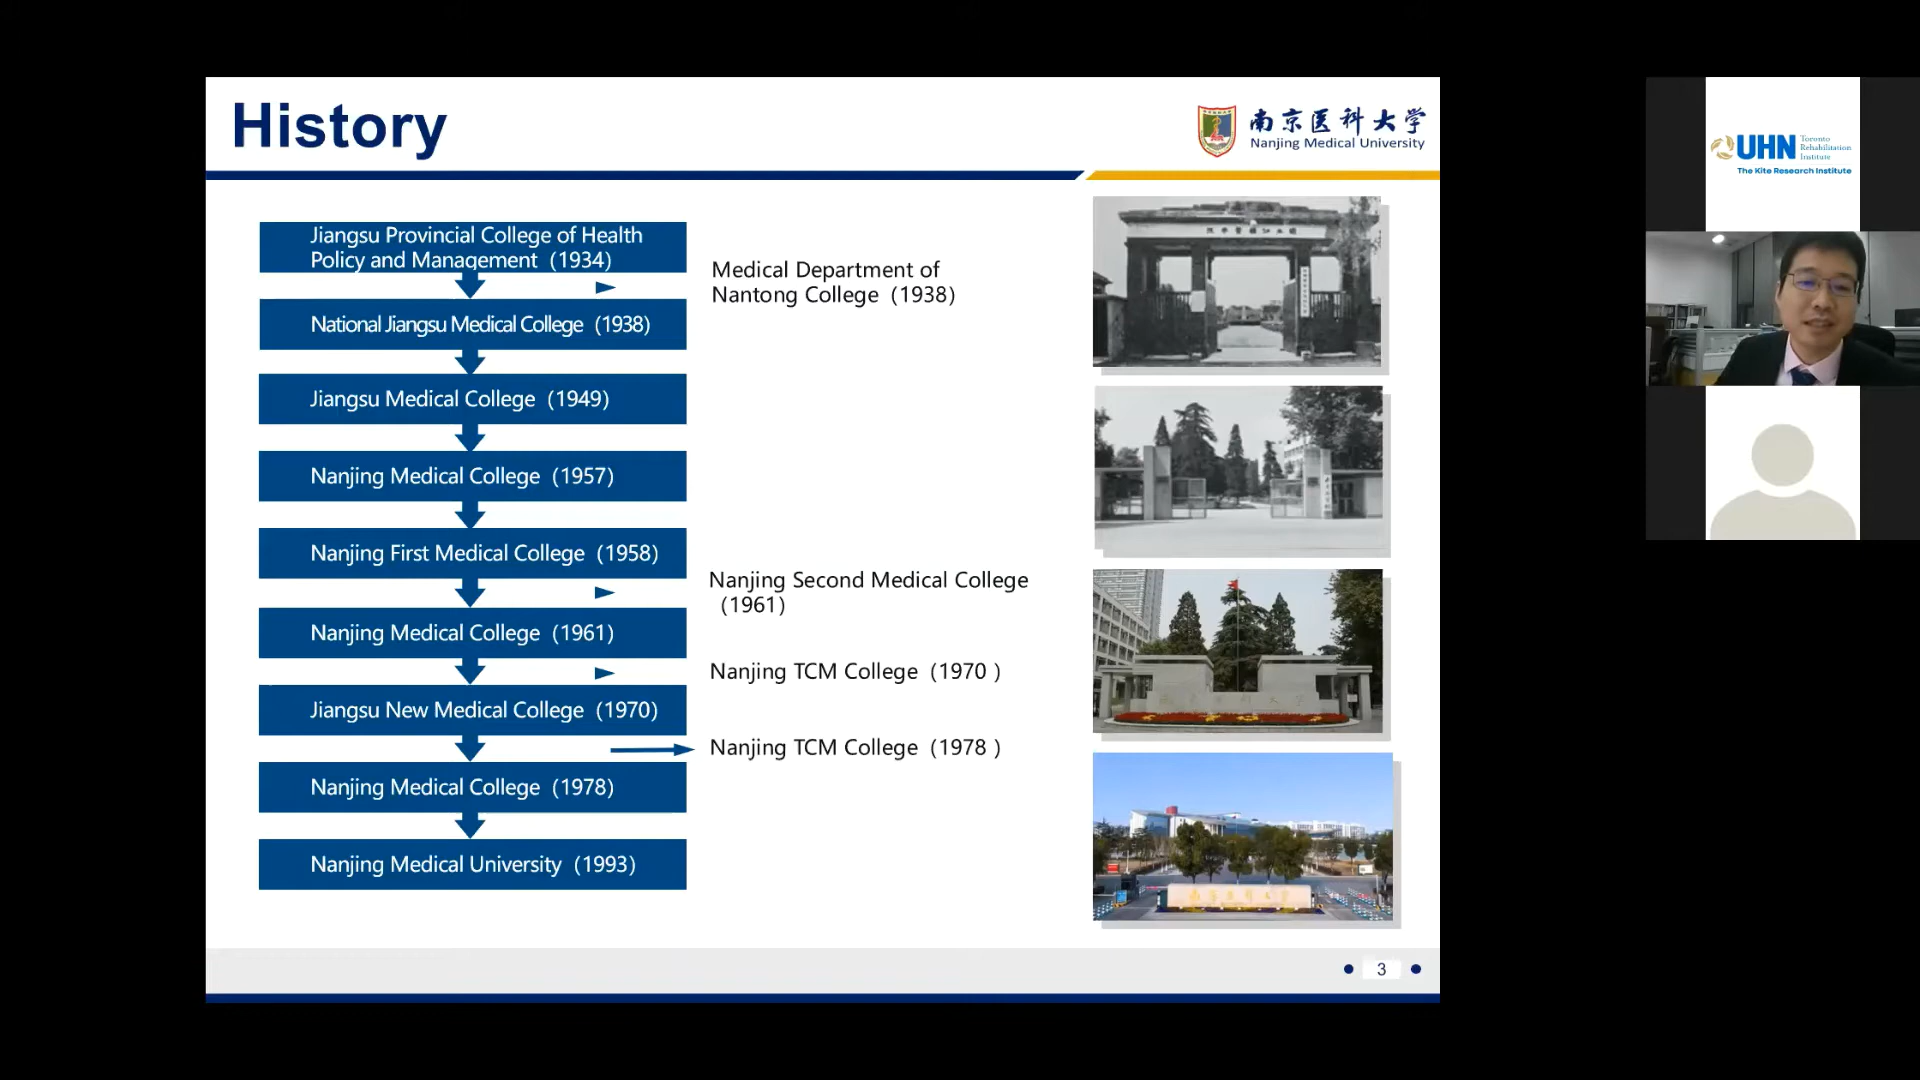 History
南京医科大学
Nanjing Medical University
Jiangsu Provincial College of Health
Policy and Management (1934)
National Jiangsu Medical College (1938)
Jiangsu Medical College (1949)
Nanjing Medical College (1957)
Nanjing First Medical College (1958)
Nanjing Medical College (1961)
Jiangsu New Medical College (1970)
Nanjing Medical College (1978)
Nanjing Medical University (1993)
Medical Department of
Nantong College (1938)
Nanjing Second Medical College
(1961)
Nanjing TCM College (1970 )
Nanjing TCM College (1978 )
3
UHN
Toronto
Rehabilitation
Institute
The Kite Research Institute